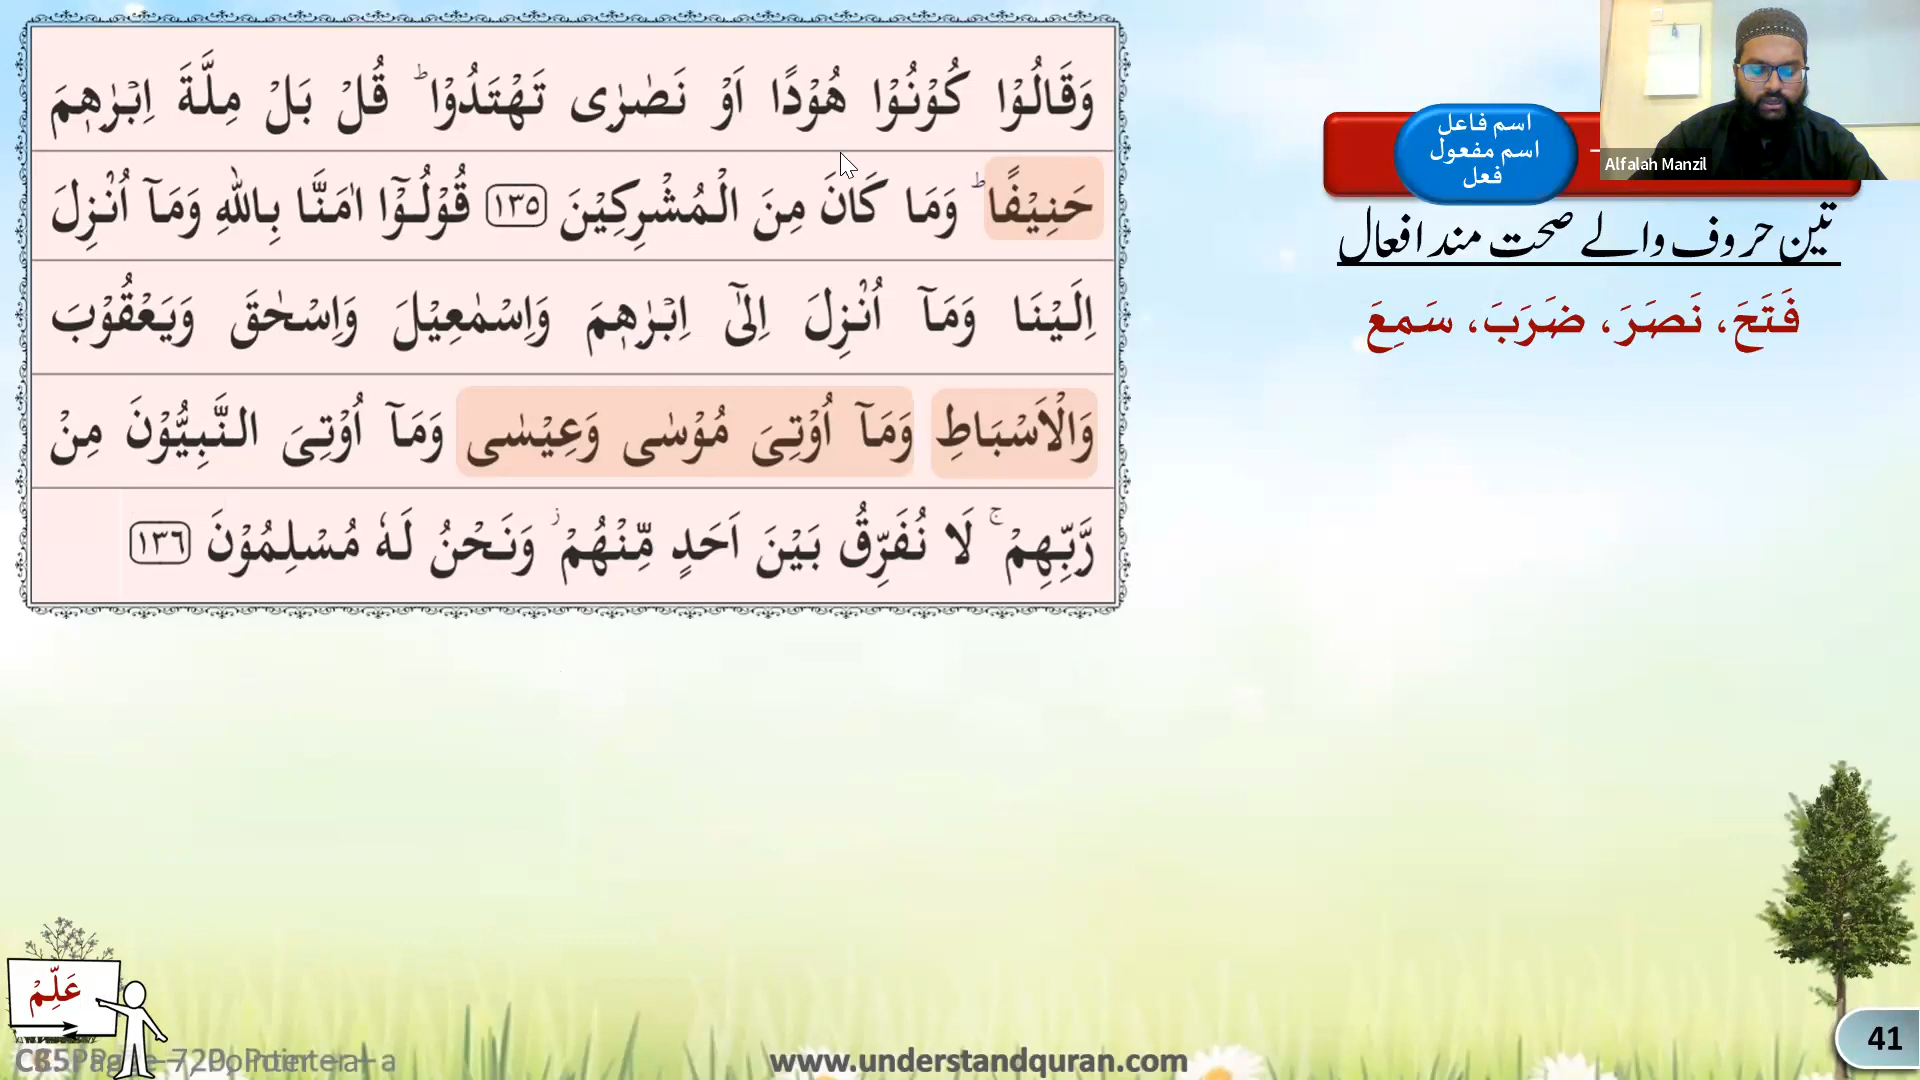 وَقَالُوْا كُوْنُوْا هُوْدًا اَوْ نَصٰرٰى تَهْتَدُوْا ؕ قُلْ بَلْ مِلَّةَ اِبْرٰهٖمَ
حَنِيْفًا ؕ وَمَا كَانَ مِنَ الْمُشْرِكِيْنَ ١٣٥ قُوْلُوْٓا اٰمَنَّا بِاللّٰهِ وَمَآ اُنْزِلَ
اِلَيْنَا وَمَآ اُنْزِلَ اِلٰٓى اِبْرٰهٖمَ وَاِسْمٰعِيْلَ وَاِسْحٰقَ وَيَعْقُوْبَ
وَالْاَسْبَاطِ وَمَآ اُوْتِيَ مُوْسٰى وَعِيْسٰى وَمَآ اُوْتِيَ النَّبِيُّوْنَ مِنْ
رَّبِّهِمْ ۚ لَا نُفَرِّقُ بَيْنَ اَحَدٍ مِّنْهُمْ ز وَنَحْنُ لَهٗ مُسْلِمُوْنَ ١٣٦
اسم فاعل
اسم مفعول
فعل
Alfalah Manzil
تین حروف والے صحت مند افعال
فَتَحَ، نَصَرَ، ضَرَبَ، سَمِعَ
عَلِّمْ
www.understandquran.com
41